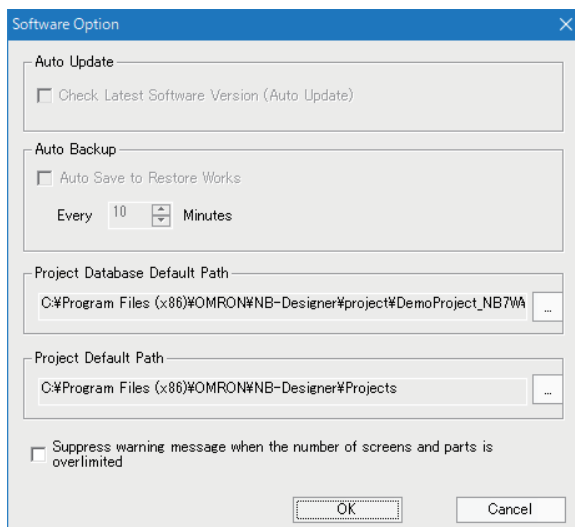 Software Option
Auto Update
Check Latest Software Version (Auto Update)
Auto Backup
Auto Save to Restore Works
Every 10 Minutes
Project Database Default Path
C:¥Program Files (x86)¥OMRON¥NB-Designer¥project¥DemoProject_NB7WA
...
Project Default Path
C:¥Program Files (x86)¥OMRON¥NB-Designer¥Projects
...
Suppress warning message when the number of screens and parts is
overlimited
OK Cancel